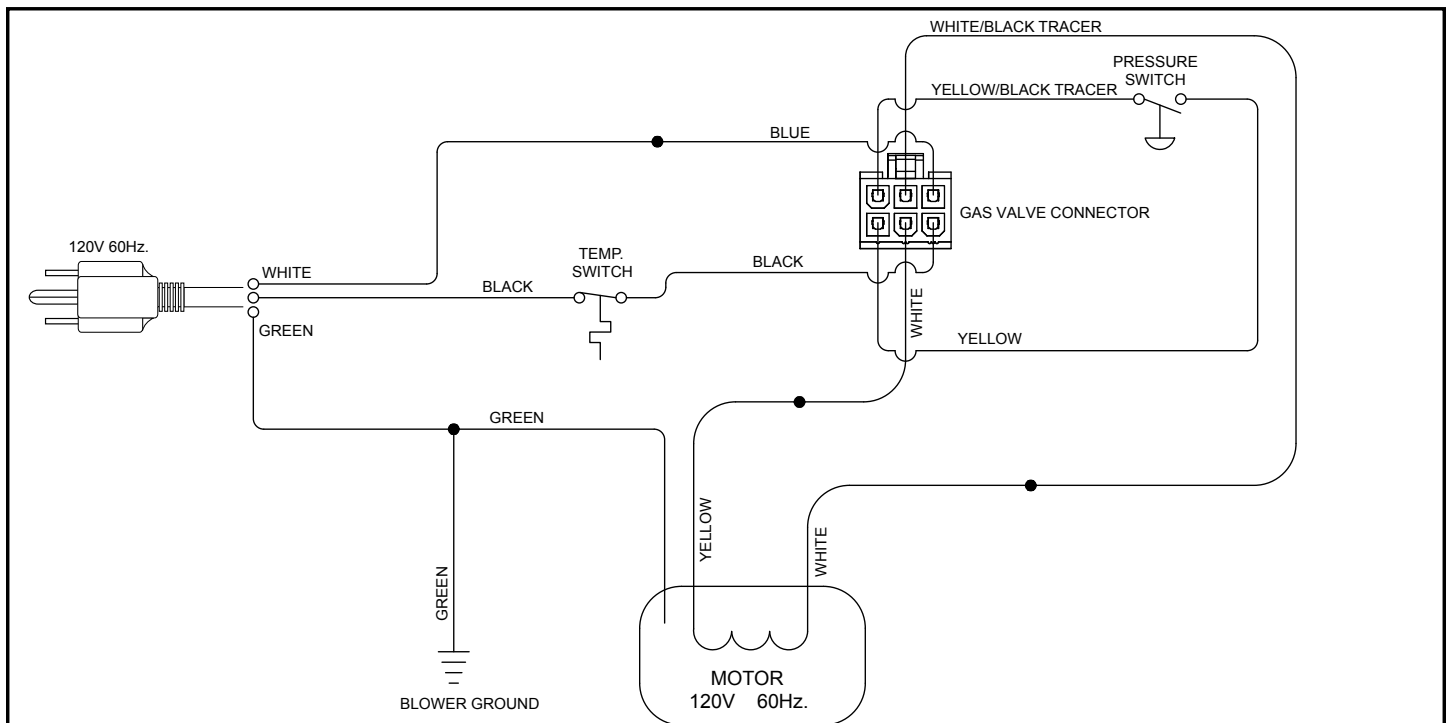 WHITE/BLACK TRACER
PRESSURE
SWITCH
YELLOW/BLACK TRACER
BLUE
GAS VALVE CONNECTOR
120V 60Hz.
TEMP.
SWITCH
BLACK
WHITE
BLACK
WHITE
GREEN
YELLOW
GREEN
YELLOW
WHITE
GREEN
MOTOR
120V 60Hz.
BLOWER GROUND